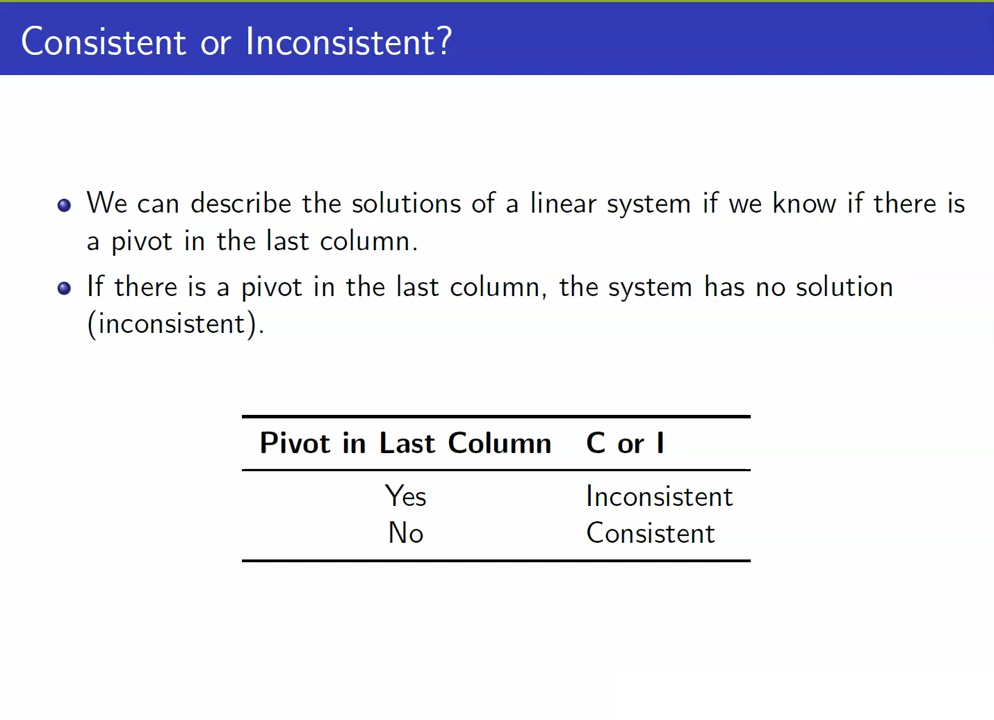 Consistent or Inconsistent?
We can describe the solutions of a linear system if we know if there is
a pivot in the last column.
If there is a pivot in the last column, the system has no solution
(inconsistent).
Pivot in Last Column C or I
Yes Inconsistent
No Consistent